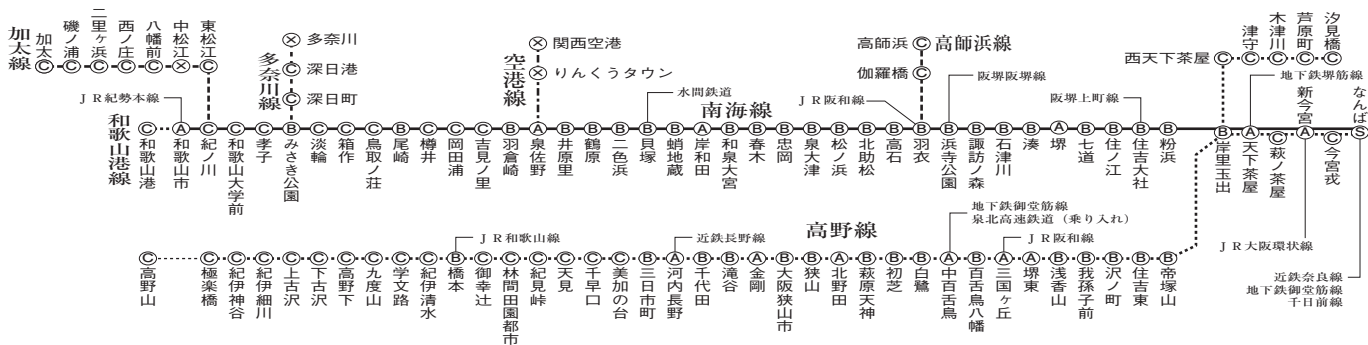 加太線
加太
磯ノ浦
二里ヶ浜
西ノ庄
八幡前
中松江
東松江
多奈川線
多奈川
深日港
深日町
空港線
関西空港
りんくうタウン
高師浜
高師浜線
伽羅橋
西天下茶屋
津守
木津川
芦原町
汐見橋
JR紀勢本線
水間鉄道
南海線
JR阪和線
阪堺阪堺線
阪堺上町線
地下鉄堺筋線
和歌山港線
和歌山港
和歌山市
紀ノ川
和歌山大学前
孝子
みさき公園
淡輪
箱作
鳥取ノ荘
尾崎
樽井
岡田浦
吉見ノ里
羽倉崎
泉佐野
井原里
鶴原
二色浜
貝塚
蛸地蔵
岸和田
和泉大宮
春木
忠岡
泉大津
松ノ浜
北助松
高石
羽衣
浜寺公園
諏訪ノ森
石津川
湊
堺
七道
住ノ江
住吉大社
粉浜
岸里玉出
天下茶屋
萩ノ茶屋
新今宮
今宮戎
なんば
高野線
JR和歌山線
近鉄長野線
地下鉄御堂筋線
泉北高速鉄道(乗り入れ)
JR阪和線
JR大阪環状線
近鉄奈良線
地下鉄御堂筋線
千日前線
高野山
極楽橋
紀伊神谷
紀伊細川
上古沢
下古沢
高野下
九度山
学文路
紀伊清水
橋本
御幸辻
林間田園都市
紀見峠
天見
千早口
美加の台
三日市町
河内長野
千代田
滝谷
金剛
大阪狭山市
狭山
北野田
萩原天神
初芝
白鷺
中百舌鳥
百舌鳥八幡
三国ヶ丘
堺東
浅香山
我孫子前
沢ノ町
住吉東
帝塚山